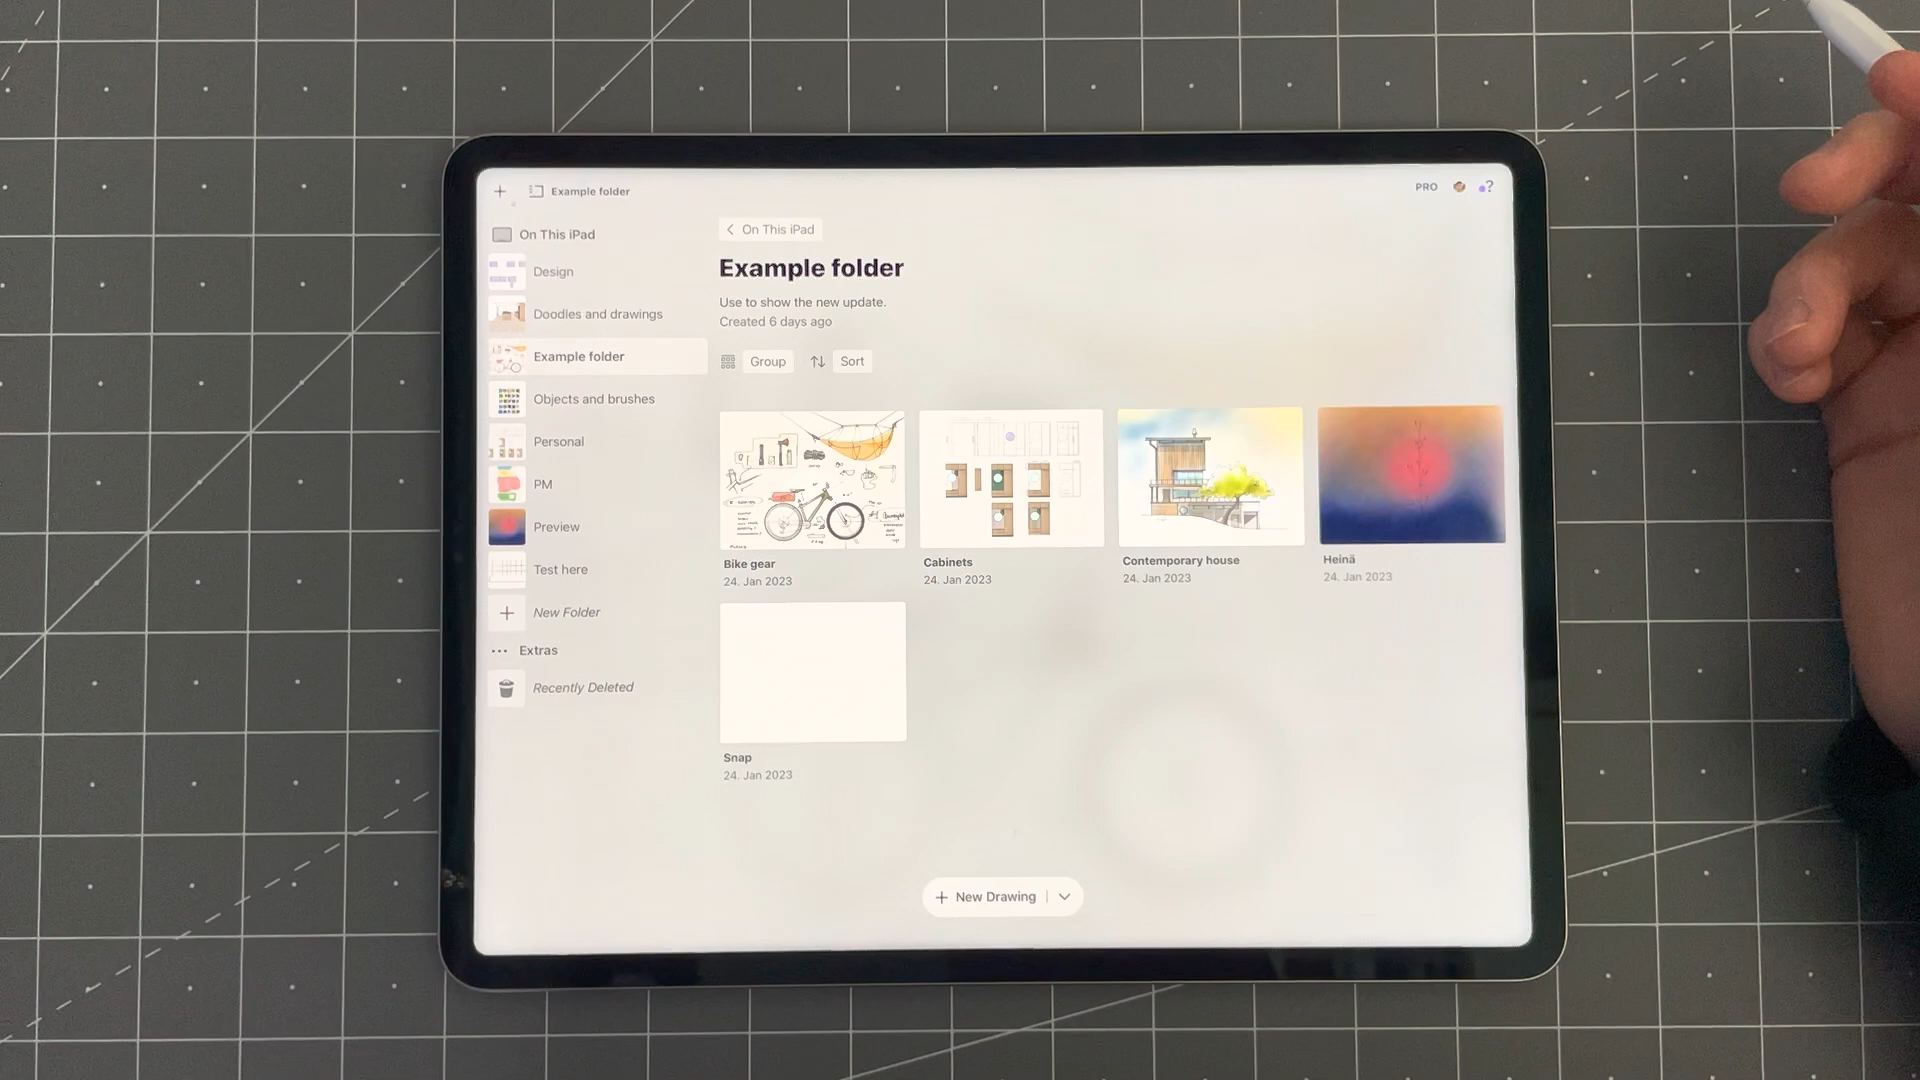 Example folder
PRO
?
On This iPad
Design
Doodles and drawings
Example folder
Objects and brushes
Personal
PM
Preview
Test here
New Folder
Extras
Recently Deleted
On This iPad
Example folder
Use to show the new update.
Created 6 days ago
Group
Sort
Bike gear
24. Jan 2023
Cabinets
24. Jan 2023
Contemporary house
24. Jan 2023
Heinä
24. Jan 2023
Snap
24. Jan 2023
New Drawing